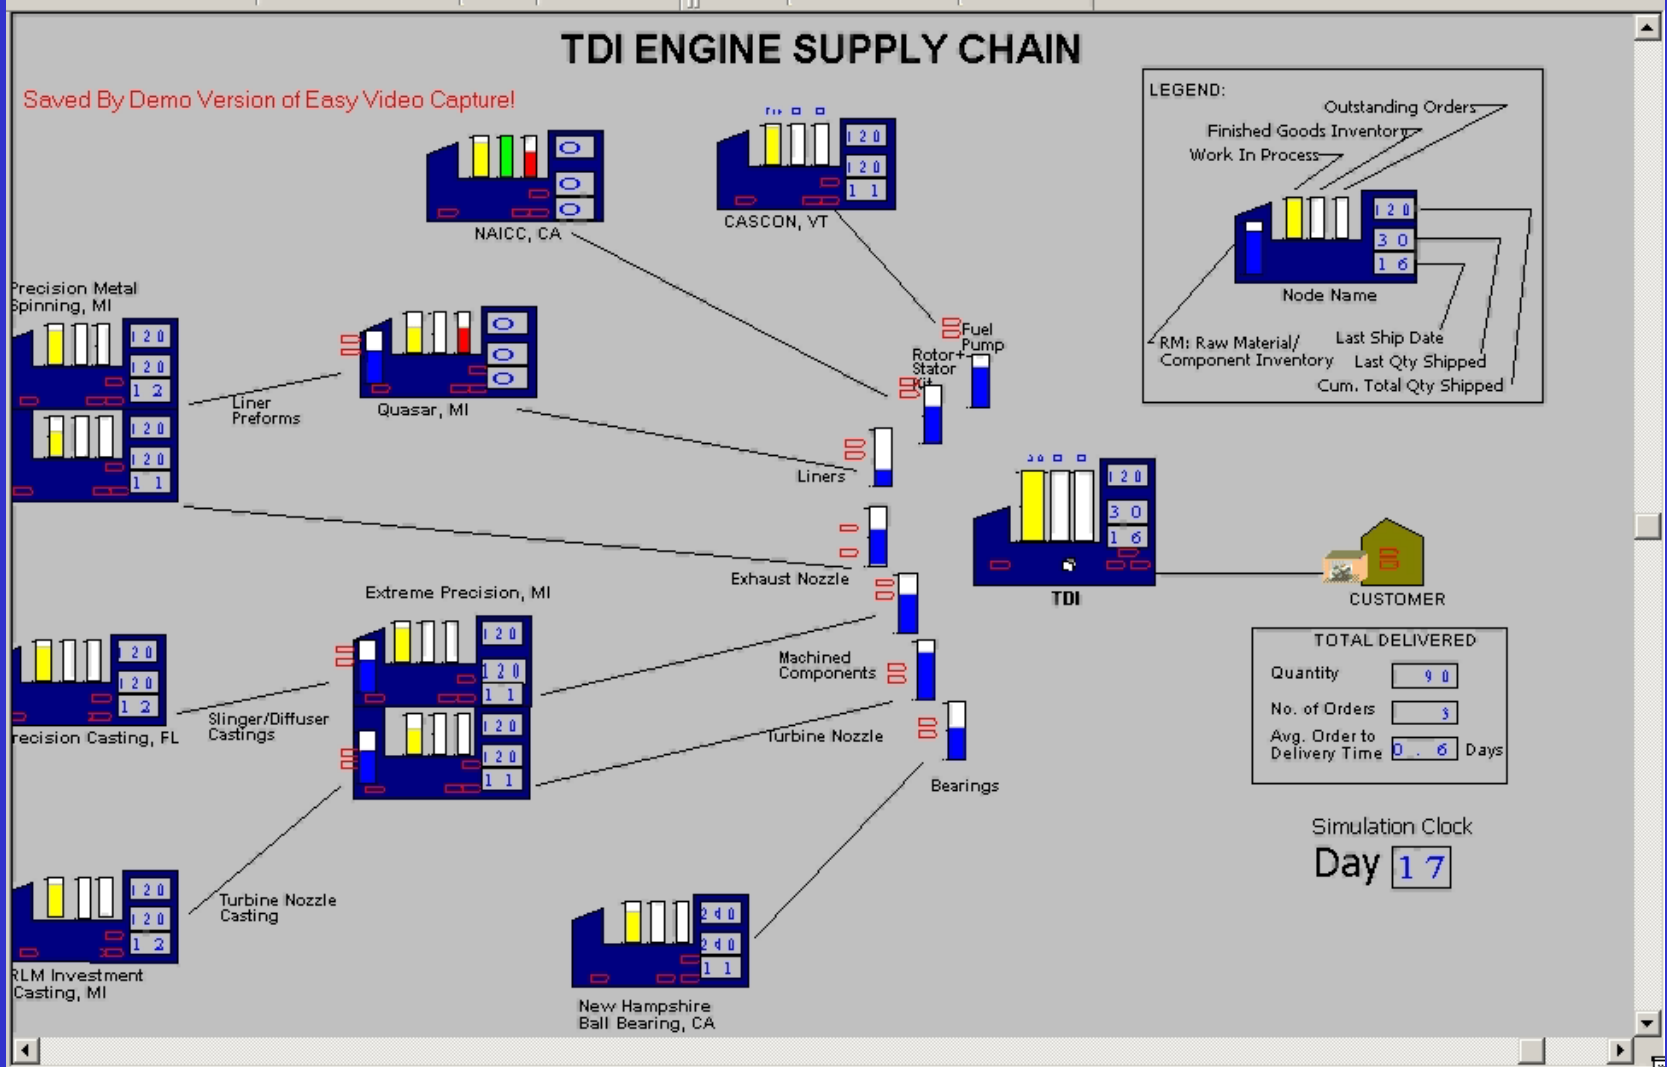 TDI ENGINE SUPPLY CHAIN
Saved By Demo Version of Easy Video Capture!
LEGEND:
Outstanding Orders
Finished Goods Inventory
Work In Process
120
30
16
Node Name
RM: Raw Material/
Component Inventory
Last Ship Date
Last Qty Shipped
Cum. Total Qty Shipped
0
0
0
NAICC, CA
120
120
11
CASCON, VT
Precision Metal
Spinning, MI
120
120
12
120
120
11
Liner
Preforms
0
0
0
Quasar, MI
Fuel
Pump
Rotor+
Stator
Kit
Liners
Exhaust Nozzle
120
30
16
TDI
CUSTOMER
Extreme Precision, MI
120
120
11
120
120
11
Machined
Components
Turbine Nozzle
Bearings
120
120
12
recision Casting, FL
Slinger/Diffuser
Castings
TOTAL DELIVERED
Quantity 90
No. of Orders 3
Avg. Order to
Delivery Time 0.6 Days
Simulation Clock
Day 17
120
120
12
RLM Investment
Casting, MI
Turbine Nozzle
Casting
240
240
11
New Hampshire
Ball Bearing, CA